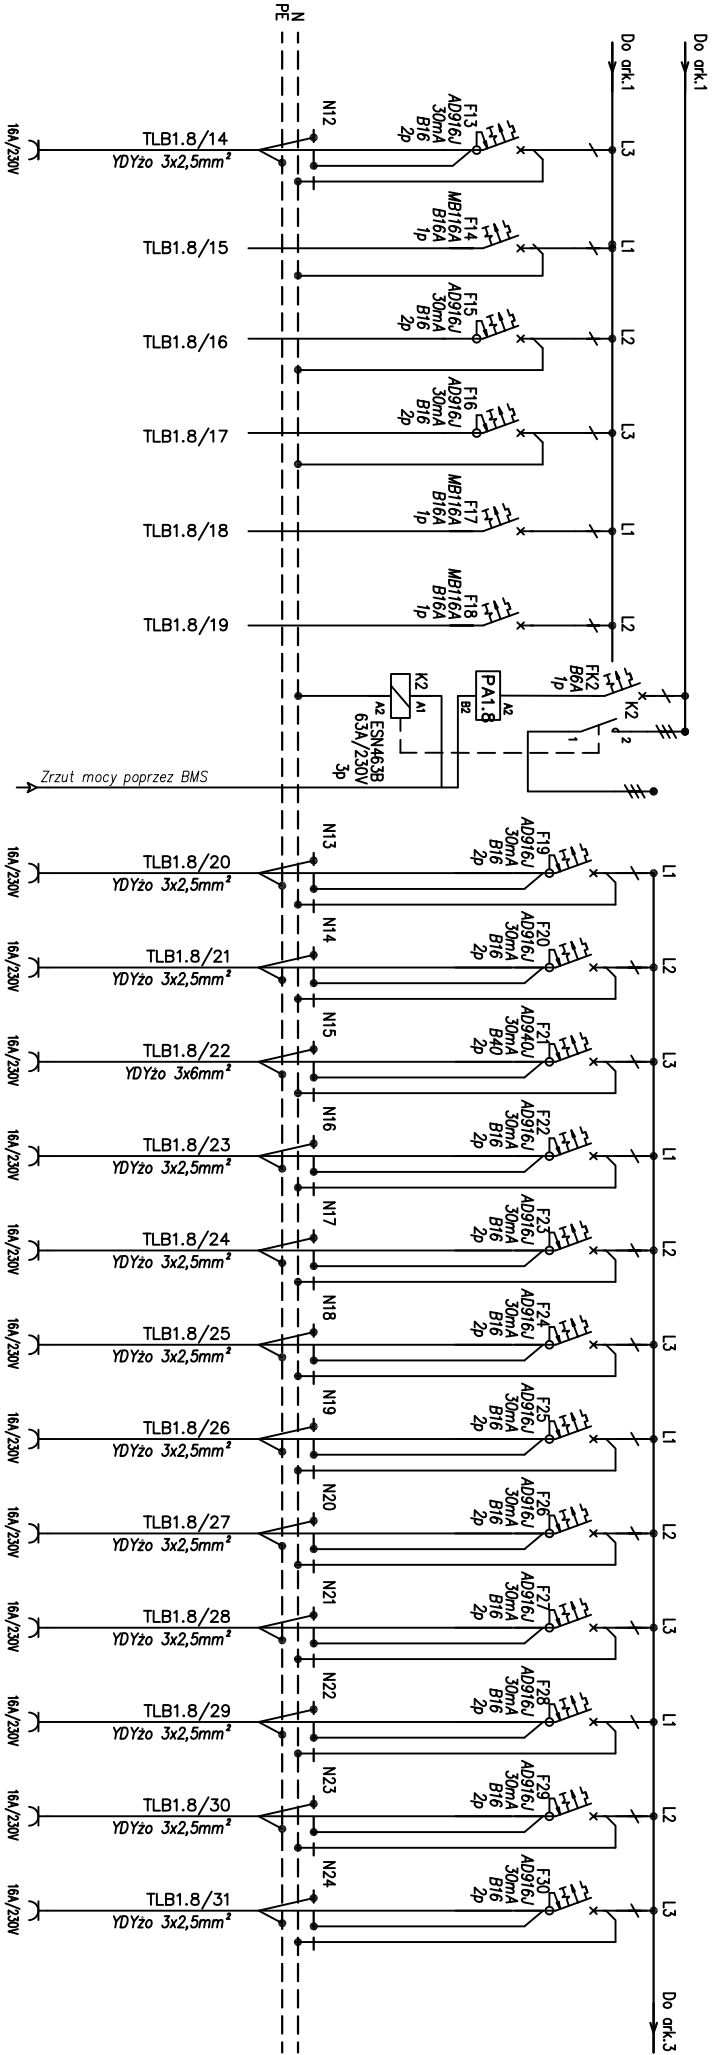 PE
N
Do ark.1
Do ark.1
N12
F13
AD916J
30mA
B16
2p
L3
TLB1.8/14
YDYżo 3x2,5mm²
16A/230V
F14
MB116A
B16A
1p
L1
TLB1.8/15
F15
AD916J
30mA
B16
2p
L2
TLB1.8/16
F16
AD916J
30mA
B16
2p
L3
TLB1.8/17
F17
MB116A
B16A
1p
L1
TLB1.8/18
F18
MB116A
B16A
1p
L2
TLB1.8/19
FK2
B6A
1p
K2
2
1
PA1.8
A2
B2
K2
A1
A2
ESN463B
63A/230V
3p
Zrzut mocy poprzez BMS
N13
F19
AD916J
30mA
B16
2p
L1
TLB1.8/20
YDYżo 3x2,5mm²
16A/230V
N14
F20
AD916J
30mA
B16
2p
L2
TLB1.8/21
YDYżo 3x2,5mm²
16A/230V
N15
F21
AD940J
30mA
B40
2p
L3
TLB1.8/22
YDYżo 3x6mm²
16A/230V
N16
F22
AD916J
30mA
B16
2p
L1
TLB1.8/23
YDYżo 3x2,5mm²
16A/230V
N17
F23
AD916J
30mA
B16
2p
L2
TLB1.8/24
YDYżo 3x2,5mm²
16A/230V
N18
F24
AD916J
30mA
B16
2p
L3
TLB1.8/25
YDYżo 3x2,5mm²
16A/230V
N19
F25
AD916J
30mA
B16
2p
L1
TLB1.8/26
YDYżo 3x2,5mm²
16A/230V
N20
F26
AD916J
30mA
B16
2p
L2
TLB1.8/27
YDYżo 3x2,5mm²
16A/230V
N21
F27
AD916J
30mA
B16
2p
L3
TLB1.8/28
YDYżo 3x2,5mm²
16A/230V
N22
F28
AD916J
30mA
B16
2p
L1
TLB1.8/29
YDYżo 3x2,5mm²
16A/230V
N23
F29
AD916J
30mA
B16
2p
L2
TLB1.8/30
YDYżo 3x2,5mm²
16A/230V
N24
F30
AD916J
30mA
B16
2p
L3
TLB1.8/31
YDYżo 3x2,5mm²
16A/230V
Do ark.3